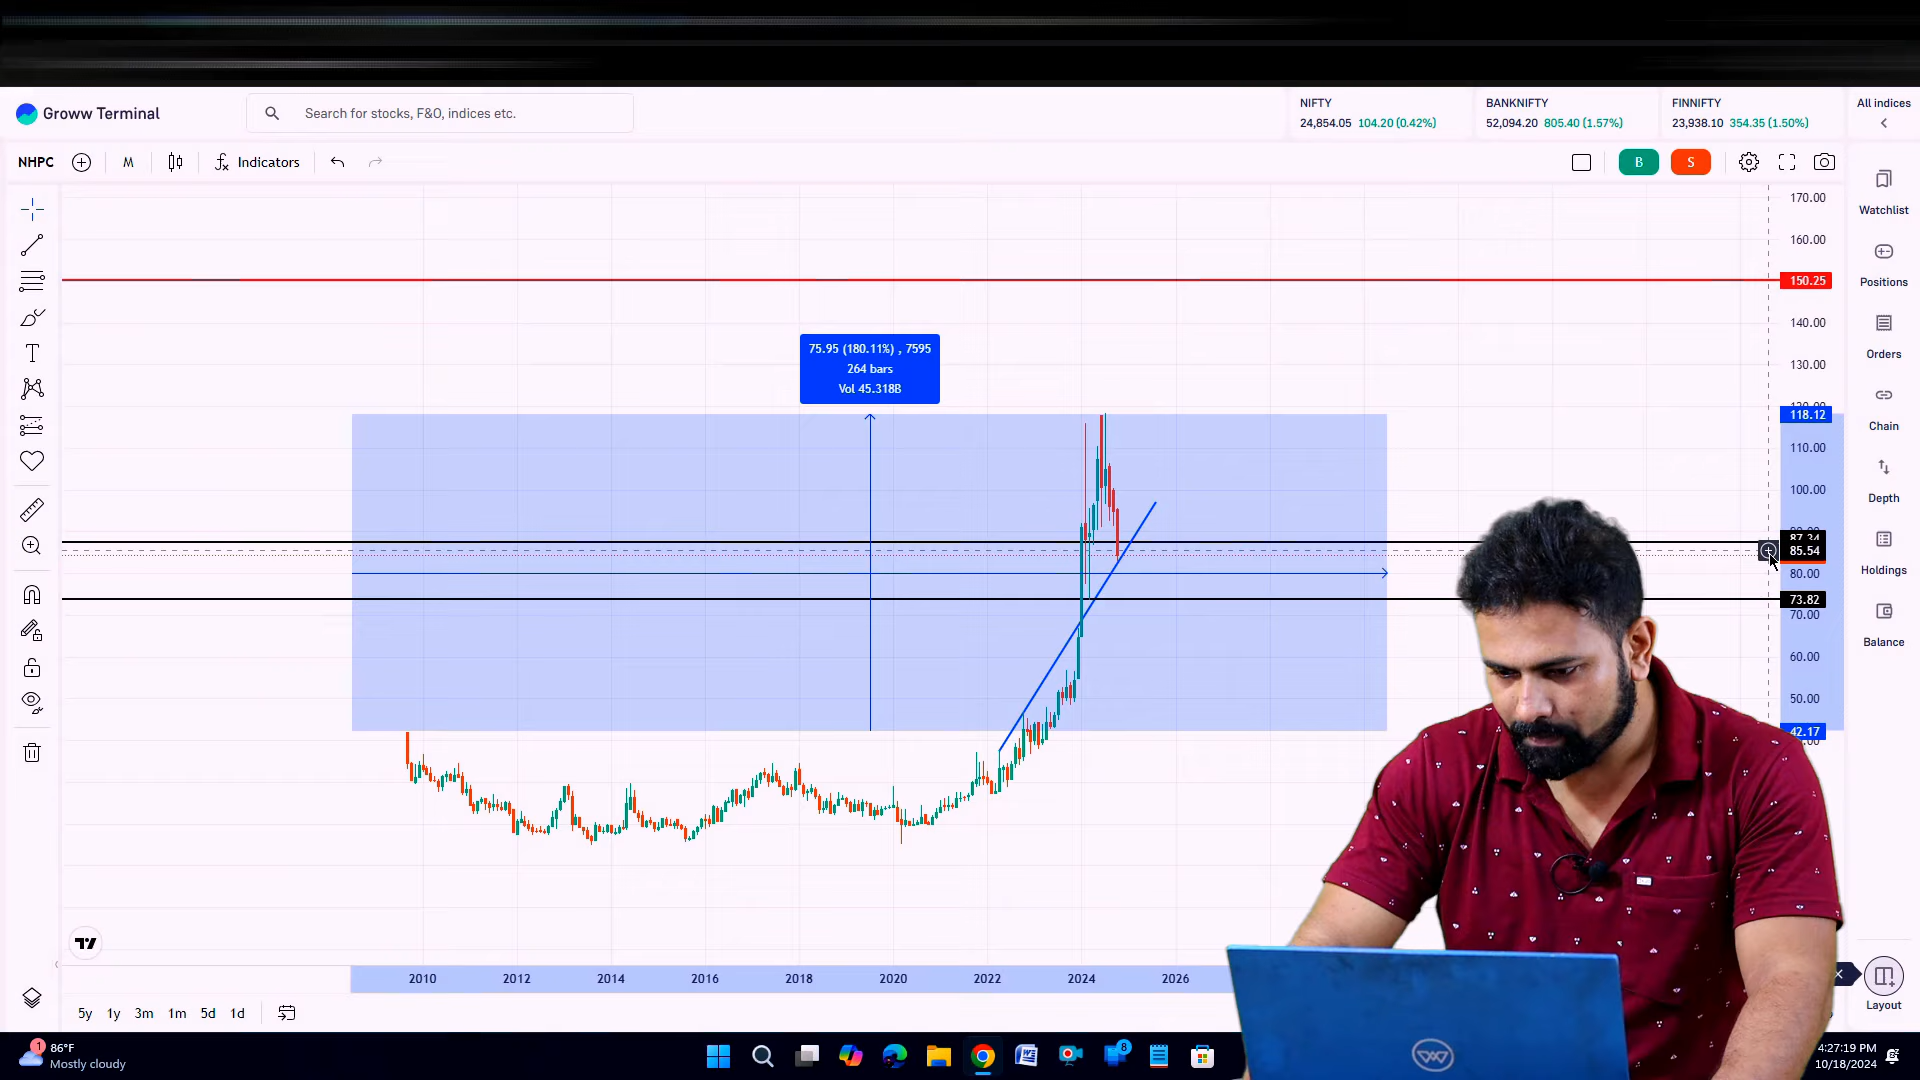 Groww Terminal
Search for stocks, F&O, indices etc.
NIFTY
24,854.05 104.20 (0.42%)
BANKNIFTY
52,094.20 805.40 (1.57%)
FINNIFTY
23,938.10 354.35 (1.50%)
All indices
NHPC
M
Indicators
B
S
170.00
160.00
150.25
140.00
130.00
118.12
110.00
100.00
87.34
85.54
80.00
73.82
70.00
60.00
50.00
42.17
75.95 (180.11%) , 7595
264 bars
Vol 45.318B
Watchlist
Positions
Orders
Chain
Depth
Holdings
Balance
Layout
2010 2012 2014 2016 2018 2020 2022 2024 2026
5y 1y 3m 1m 5d 1d
1
86°F
Mostly cloudy
8
4:27:19 PM
10/18/2024